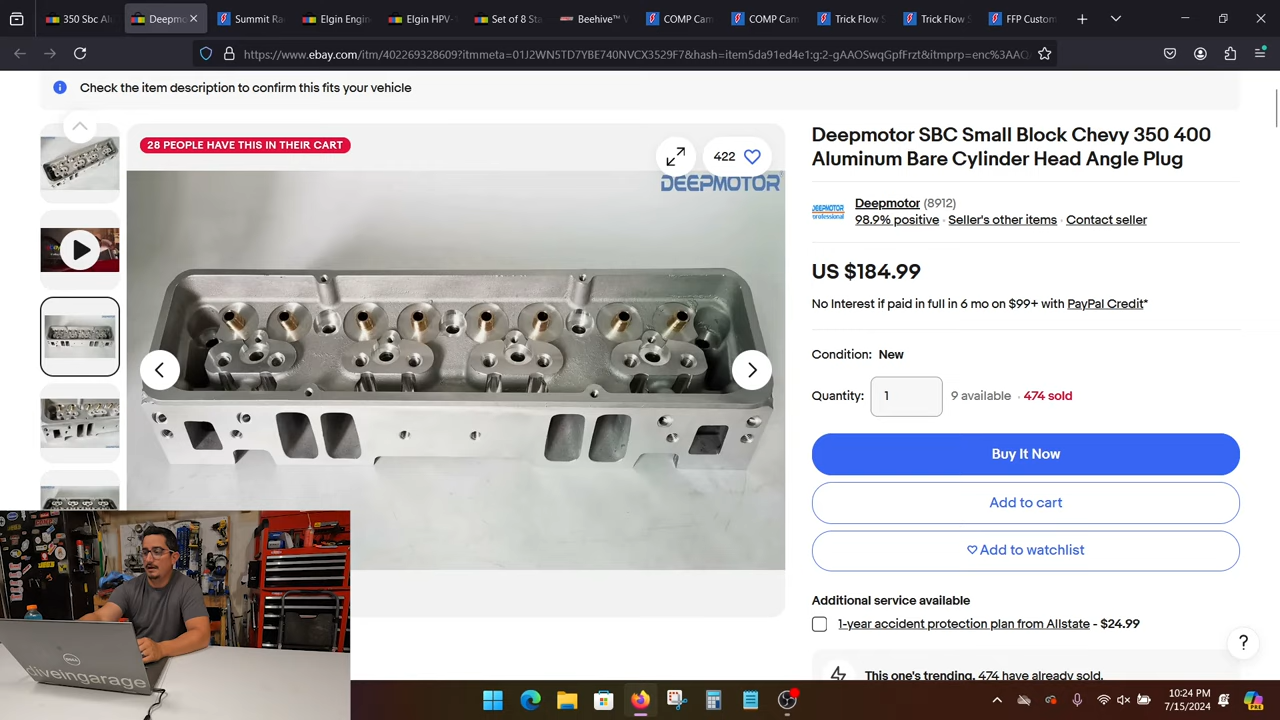 350 Sbc Al
Deepmo
Summit Ra
Elgin Engin
Elgin HPV-
Set of 8 Sta
Beehive™
COMP Cam
COMP Cam
Trick Flow S
Trick Flow S
FFP Custom
https://www.ebay.com/itm/402269328609?itmmeta=01J2WN5TD7YBE740NVCX3529F7&hash=item5da91ed4e1:g:2-gAAOSwqGpfFrzt&itmprp=enc%3AAQ
Check the item description to confirm this fits your vehicle
28 PEOPLE HAVE THIS IN THEIR CART
422
DEEPMOTOR
Deepmotor SBC Small Block Chevy 350 400
Aluminum Bare Cylinder Head Angle Plug
DEEPMOTOR
professional
Deepmotor (8912)
98.9% positive · Seller's other items · Contact seller
US $184.99
No Interest if paid in full in 6 mo on $99+ with PayPal Credit*
Condition: New
Quantity: 1 9 available · 474 sold
Buy It Now
Add to cart
Add to watchlist
Additional service available
1-year accident protection plan from Allstate - $24.99
This one's trending. 474 have already sold.
?
DELL
diveingarage
10:24 PM
7/15/2024